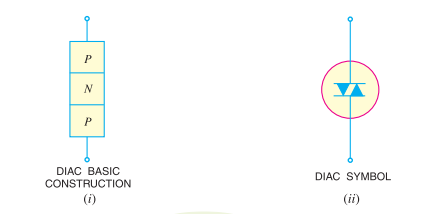 P
N
P
DIAC BASIC
CONSTRUCTION
(i)
DIAC SYMBOL
(ii)